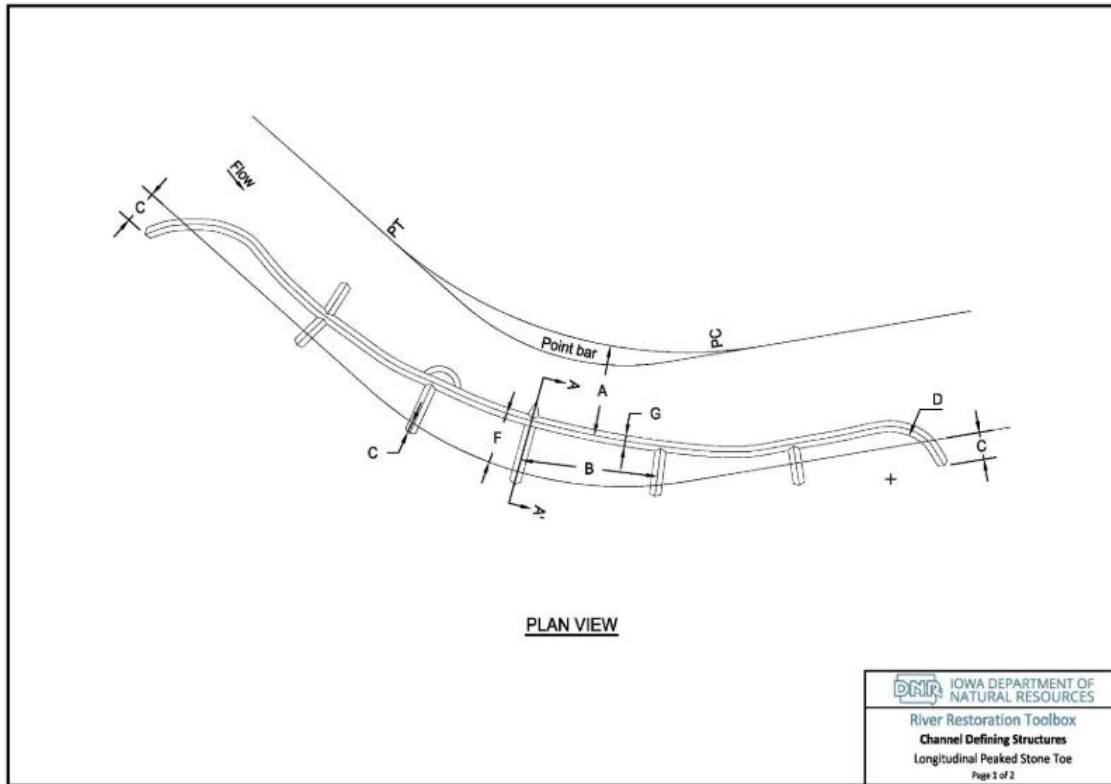 Flow
C
PT
PC
Point bar
A
A
G
D
F
C
C
B
A'
PLAN VIEW
DNR IOWA DEPARTMENT OF
NATURAL RESOURCES
River Restoration Toolbox
Channel Defining Structures
Longitudinal Peaked Stone Toe
Page 1 of 2